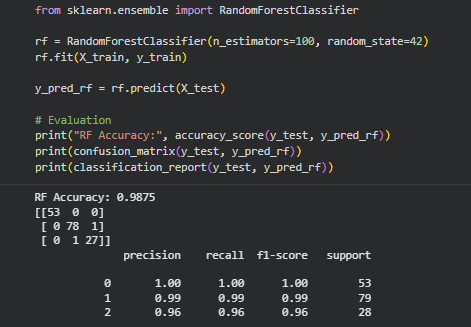 from sklearn.ensemble import RandomForestClassifier
rf = RandomForestClassifier(n_estimators=100, random_state=42)
rf.fit(X_train, y_train)
y_pred_rf = rf.predict(X_test)
# Evaluation
print("RF Accuracy:", accuracy_score(y_test, y_pred_rf))
print(confusion_matrix(y_test, y_pred_rf))
print(classification_report(y_test, y_pred_rf))
RF Accuracy: 0.9875
[[53  0  0]
 [ 0 78  1]
 [ 0  1 27]]
              precision    recall  f1-score   support
           0       1.00      1.00      1.00        53
           1       0.99      0.99      0.99        79
           2       0.96      0.96      0.96        28